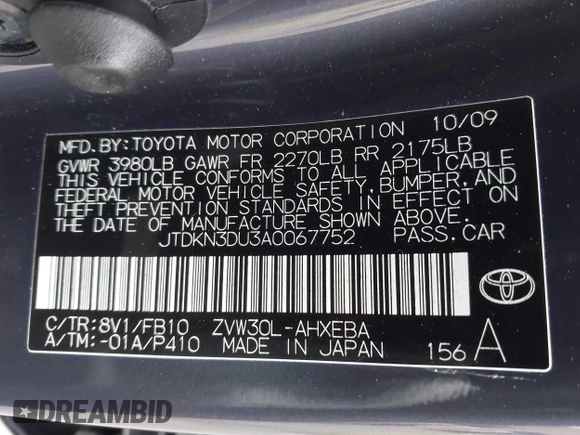 MFD.BY:TOYOTA MOTOR CORPORATION 10/09
GVWR 3980LB GAWR FR 2270LB RR 2175LB
THIS VEHICLE CONFORMS TO ALL APPLICABLE
FEDERAL MOTOR VEHICLE SAFETY,BUMPER,AND
THEFT PREVENTION STANDARDS IN EFFECT ON
THE DATE OF MANUFACTURE SHOWN ABOVE.
JTDKN3DU3A0067752 PASS.CAR
C/TR:8V1/FB10 ZVW30L-AHXEBA
A/TM:-01A/P410 MADE IN JAPAN 156 A
DREAMBID